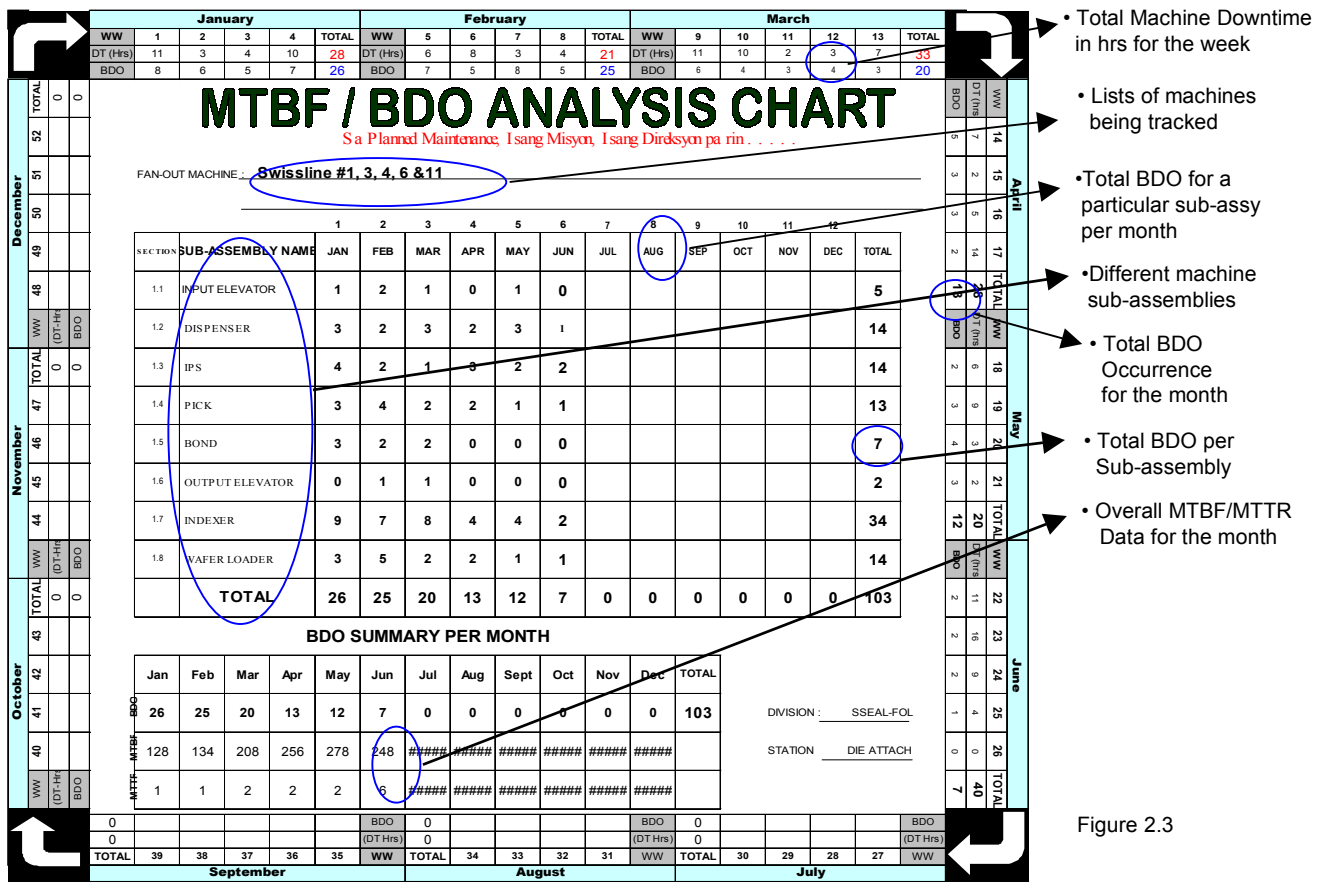 January February March
WW 1 2 3 4 TOTAL WW 5 6 7 8 TOTAL WW 9 10 11 12 13 TOTAL
DT (Hrs) 11 3 4 10 28 DT (Hrs) 6 8 3 4 21 DT (Hrs) 11 10 2 3 7 33
BDO 8 6 5 7 26 BDO 7 5 8 5 25 BDO 6 4 3 4 3 20
MTBF / BDO ANALYSIS CHART
Sa Planned Maintenance, Isang Misyon, Isang Direksyon pa rin . . . . .
FAN-OUT MACHINE : Swissline #1, 3, 4, 6 &11
1 2 3 4 5 6 7 8 9 10 11 12
SECTION SUB-ASSEMBLY NAME JAN FEB MAR APR MAY JUN JUL AUG SEP OCT NOV DEC TOTAL
1.1 INPUT ELEVATOR 1 2 1 0 1 0 5
1.2 DISPENSER 3 2 3 2 3 1 14
1.3 IPS 4 2 1 3 2 2 14
1.4 PICK 3 4 2 2 1 1 13
1.5 BOND 3 2 2 0 0 0 7
1.6 OUTPUT ELEVATOR 0 1 1 0 0 0 2
1.7 INDEXER 9 7 8 4 4 2 34
1.8 WAFER LOADER 3 5 2 2 1 1 14
TOTAL 26 25 20 13 12 7 0 0 0 0 0 0 103
BDO SUMMARY PER MONTH
Jan Feb Mar Apr May Jun Jul Aug Sept Oct Nov Dec TOTAL
BDO 26 25 20 13 12 7 0 0 0 0 0 0 103
MTBF 128 134 208 256 278 248 ##### ##### ##### ##### ##### #####
MTTF 1 1 2 2 2 6 ##### ##### ##### ##### ##### #####
DIVISION : SSEAL-FOL
STATION DIE ATTACH
April
WW 14 15 16 17 TOTAL
DT (hrs 7 2 5 14 28
BDO 5 3 3 2 13
May
WW 18 19 20 21 TOTAL
DT (hrs 6 9 3 2 20
BDO 2 3 4 3 12
June
WW 22 23 24 25 26 TOTAL
DT (hrs 11 16 9 4 0 40
BDO 2 2 2 1 0 7
0 BDO 0 BDO 0 BDO
0 (DT Hrs) 0 (DT Hrs) 0 (DT Hrs)
TOTAL 39 38 37 36 35 WW TOTAL 34 33 32 31 WW TOTAL 30 29 28 27 WW
September August July
October
WW 40 41 42 43 TOTAL
(DT-Hrs 0
BDO 0
November
WW 44 45 46 47 TOTAL
(DT-Hrs 0
BDO 0
December
WW 48 49 50 51 52 TOTAL
(DT-Hrs 0
BDO 0
• Total Machine Downtime
in hrs for the week
• Lists of machines
being tracked
•Total BDO for a
particular sub-assy
per month
•Different machine
sub-assemblies
• Total BDO
Occurrence
for the month
• Total BDO per
Sub-assembly
• Overall MTBF/MTTR
Data for the month
Figure 2.3